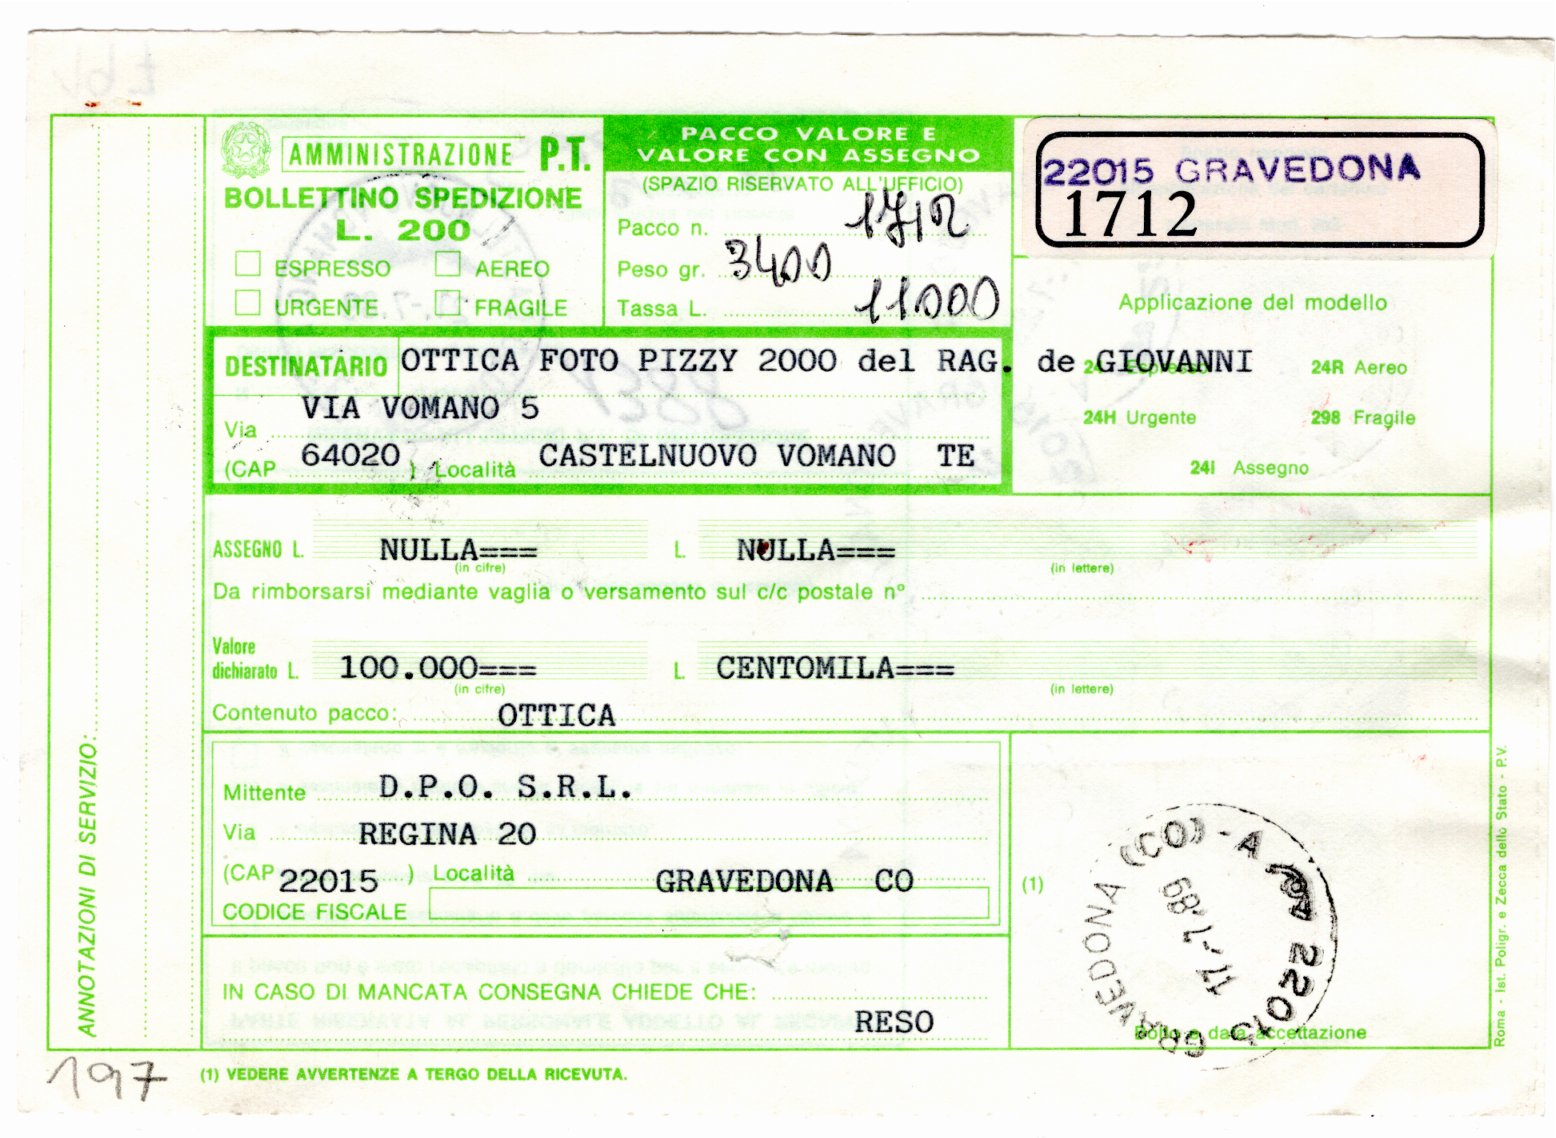 AMMINISTRAZIONE P.T.
BOLLETTINO SPEDIZIONE
L. 200
ESPRESSO AEREO
URGENTE FRAGILE
PACCO VALORE E
VALORE CON ASSEGNO
(SPAZIO RISERVATO ALL'UFFICIO)
Pacco n. 1712
Peso gr. 3400
Tassa L. 11000
22015 GRAVEDONA
1712
Applicazione del modello
24 Espresso 24R Aereo
24H Urgente 298 Fragile
24I Assegno
DESTINATARIO OTTICA FOTO PIZZY 2000 del RAG. de GIOVANNI
Via VIA VOMANO 5
(CAP 64020 ) Località CASTELNUOVO VOMANO TE
ASSEGNO L. NULLA=== L. NULLA===
(in cifre) (in lettere)
Da rimborsarsi mediante vaglia o versamento sul c/c postale n°
Valore
dichiarato L. 100.000=== L. CENTOMILA===
(in cifre) (in lettere)
Contenuto pacco: OTTICA
Mittente D.P.O. S.R.L.
Via REGINA 20
(CAP 22015 ) Località GRAVEDONA CO
CODICE FISCALE
IN CASO DI MANCATA CONSEGNA CHIEDE CHE:
RESO
(1)
22015 GRAVEDONA (CO) - A
17-7.89
Bollo e data accettazione
ANNOTAZIONI DI SERVIZIO:
Roma - Ist. Poligr. e Zecca dello Stato - P.V.
197
(1) VEDERE AVVERTENZE A TERGO DELLA RICEVUTA.